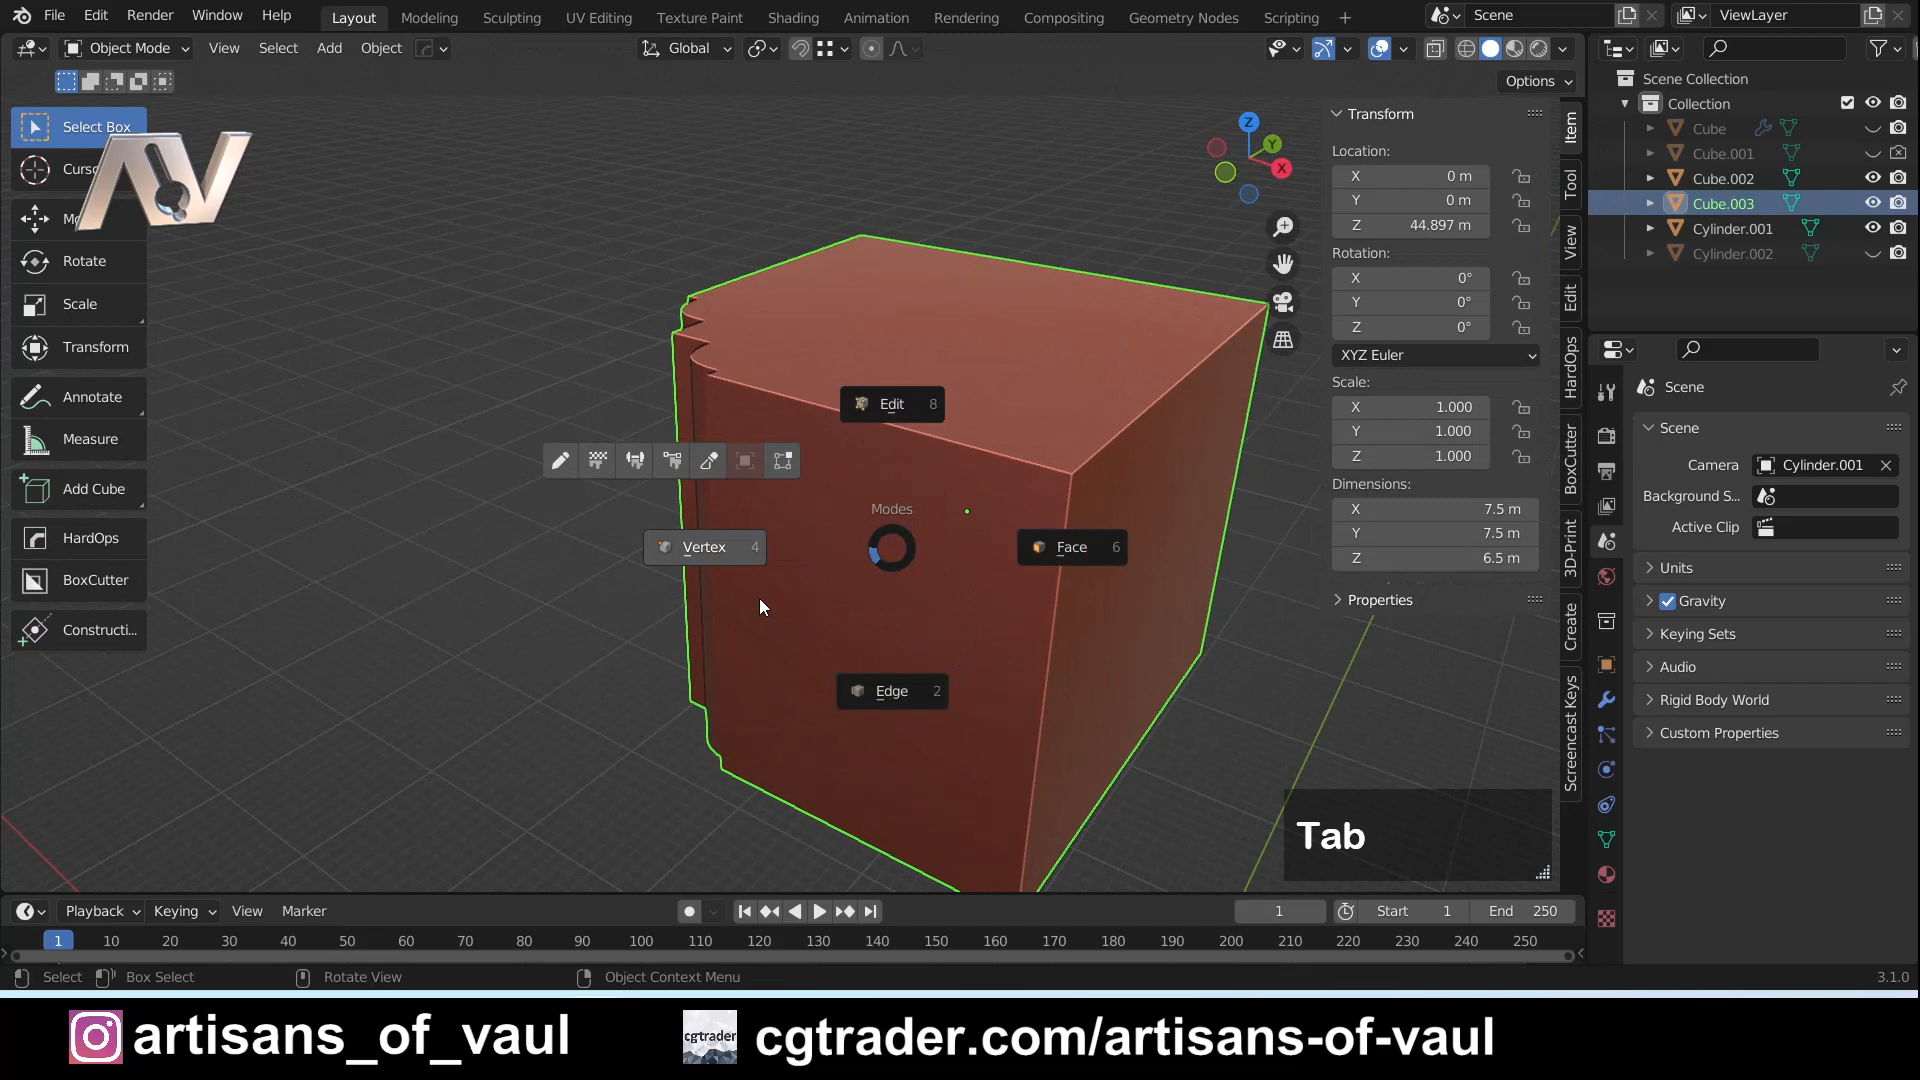 File Edit Render Window Help Layout Modeling Sculpting UV Editing Texture Paint Shading Animation Rendering Compositing Geometry Nodes Scripting Scene ViewLayer
Object Mode View Select Add Object Global
Options
Select Box
Move
Rotate
Scale
Transform
Annotate
Measure
Add Cube
HardOps
BoxCutter
Constructi...
AV
Z
Y
X
Edit 8
Modes
Vertex 4
Face 6
Edge 2
Tab
Transform
Location:
X 0 m
Y 0 m
Z 44.897 m
Rotation:
X 0°
Y 0°
Z 0°
XYZ Euler
Scale:
X 1.000
Y 1.000
Z 1.000
Dimensions:
X 7.5 m
Y 7.5 m
Z 6.5 m
Properties
Item
Tool
View
Edit
HardOps
BoxCutter
3D-Print
Create
Screencast Keys
Scene Collection
Collection
Cube
Cube.001
Cube.002
Cube.003
Cylinder.001
Cylinder.002
Scene
Scene
Camera Cylinder.001
Background S...
Active Clip
Units
Gravity
Keying Sets
Audio
Rigid Body World
Custom Properties
Playback Keying View Marker 1 Start 1 End 250
1 10 20 30 40 50 60 70 80 90 100 110 120 130 140 150 160 170 180 190 200 210 220 230 240 250
Select Box Select Rotate View Object Context Menu 3.1.0
artisans_of_vaul cgtrader cgtrader.com/artisans-of-vaul